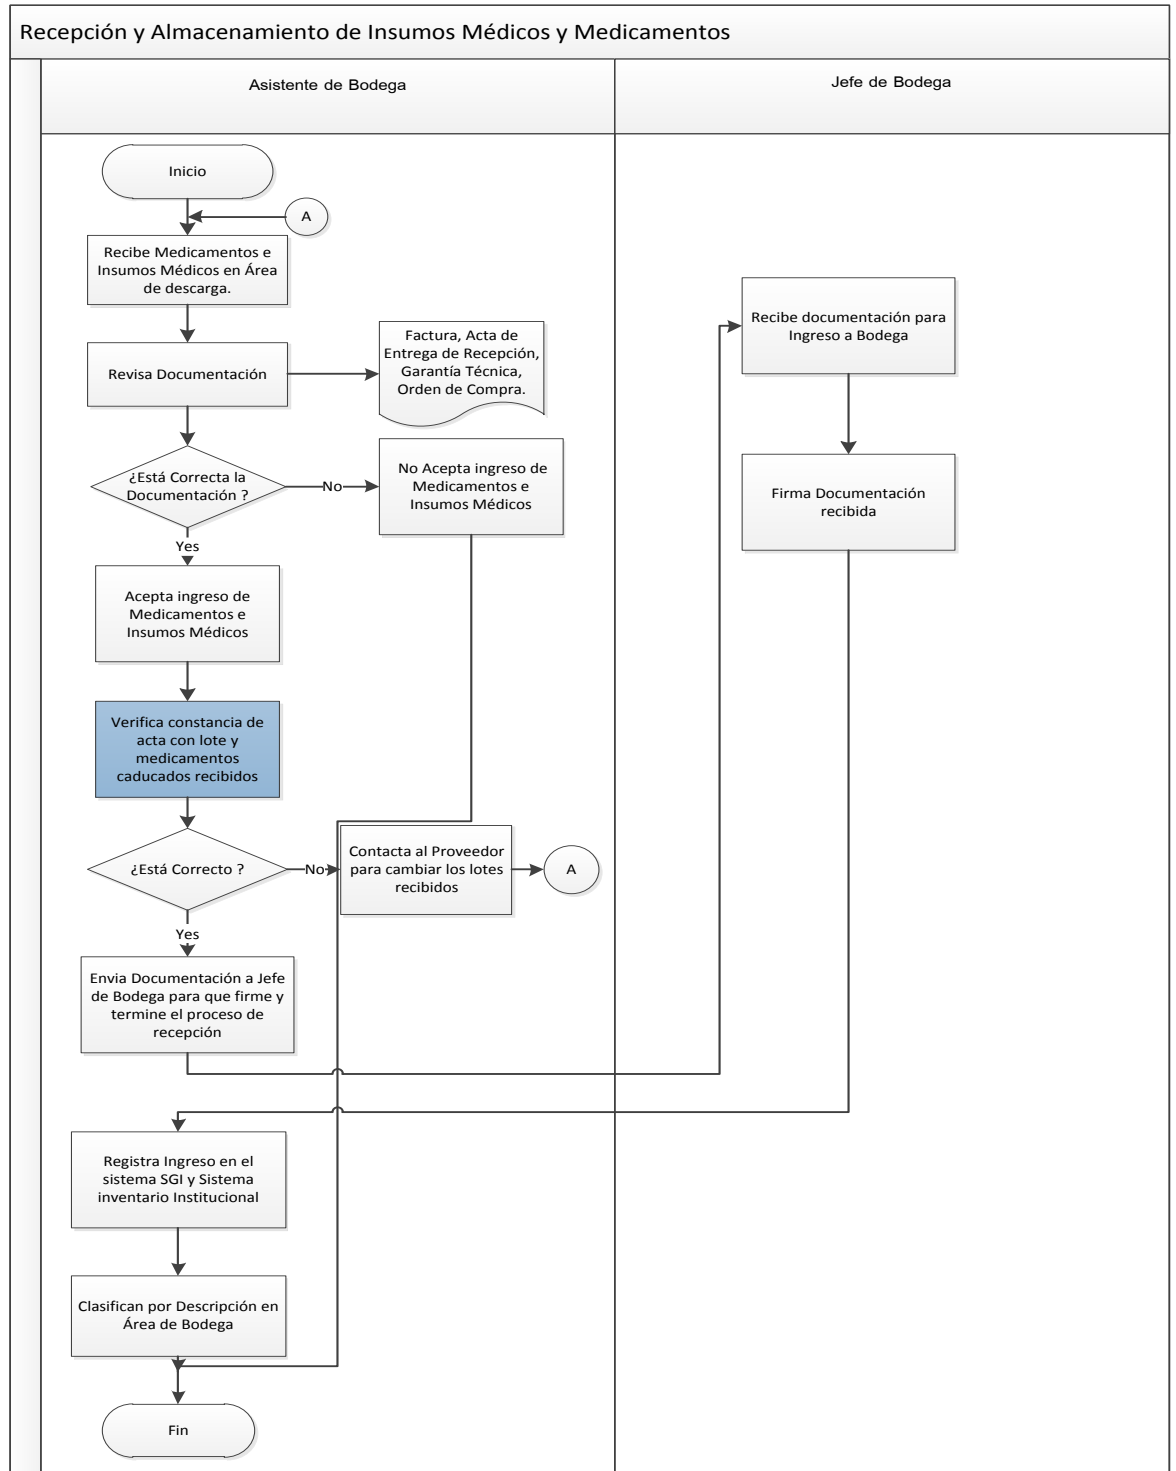 Recepción y Almacenamiento de Insumos Médicos y Medicamentos
Asistente de Bodega
Jefe de Bodega
Inicio
A
Recibe Medicamentos e
Insumos Médicos en Área
de descarga.
Revisa Documentación
Factura, Acta de
Entrega de Recepción,
Garantía Técnica,
Orden de Compra.
¿Está Correcta la
Documentación ?
No
No Acepta ingreso de
Medicamentos e
Insumos Médicos
Yes
Acepta ingreso de
Medicamentos e
Insumos Médicos
Verifica constancia de
acta con lote y
medicamentos
caducados recibidos
¿Está Correcto ?
No
Contacta al Proveedor
para cambiar los lotes
recibidos
A
Yes
Envia Documentación a Jefe
de Bodega para que firme y
termine el proceso de
recepción
Recibe documentación para
Ingreso a Bodega
Firma Documentación
recibida
Registra Ingreso en el
sistema SGI y Sistema
inventario Institucional
Clasifican por Descripción en
Área de Bodega
Fin